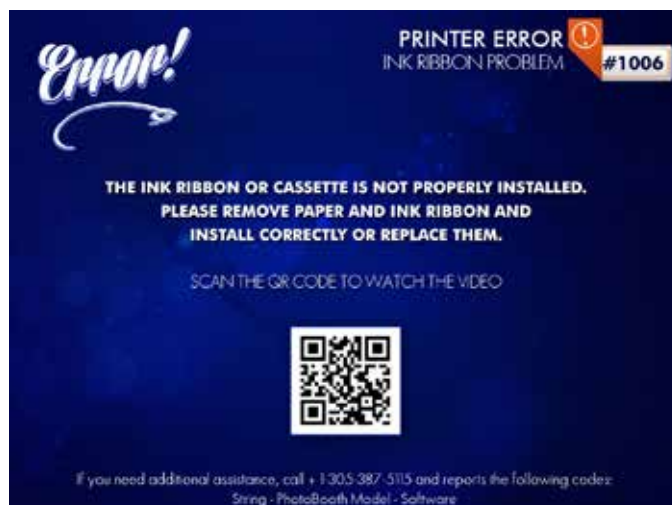 Error!
PRINTER ERROR
INK RIBBON PROBLEM
#1006
THE INK RIBBON OR CASSETTE IS NOT PROPERLY INSTALLED.
PLEASE REMOVE PAPER AND INK RIBBON AND
INSTALL CORRECTLY OR REPLACE THEM.
SCAN THE QR CODE TO WATCH THE VIDEO
If you need additional assistance, call + 1-305-387-5115 and reports the following codes:
String - PhotoBooth Model - Software